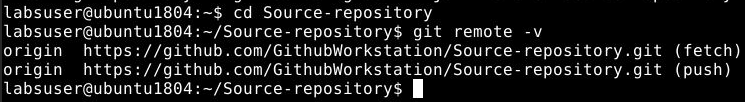 labsuser@ubuntu1804:~$ cd Source-repository
labsuser@ubuntu1804:~/Source-repository$ git remote -v
origin  https://github.com/GithubWorkstation/Source-repository.git (fetch)
origin  https://github.com/GithubWorkstation/Source-repository.git (push)
labsuser@ubuntu1804:~/Source-repository$